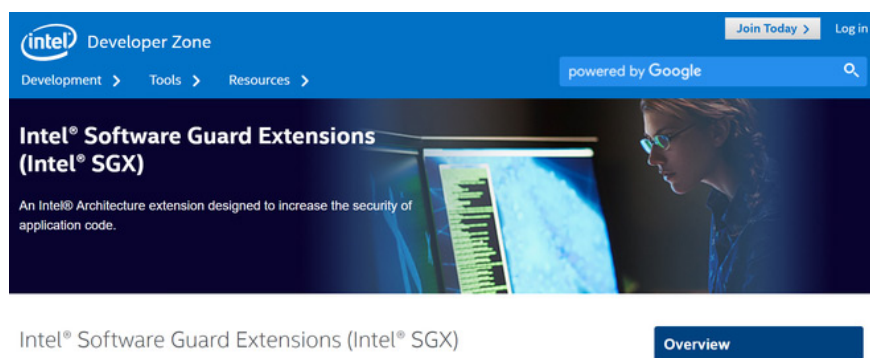 Join Today >
Log in
intel Developer Zone
Development > Tools > Resources >
powered by Google
Intel® Software Guard Extensions
(Intel® SGX)
An Intel® Architecture extension designed to increase the security of
application code.
Intel® Software Guard Extensions (Intel® SGX)
Overview